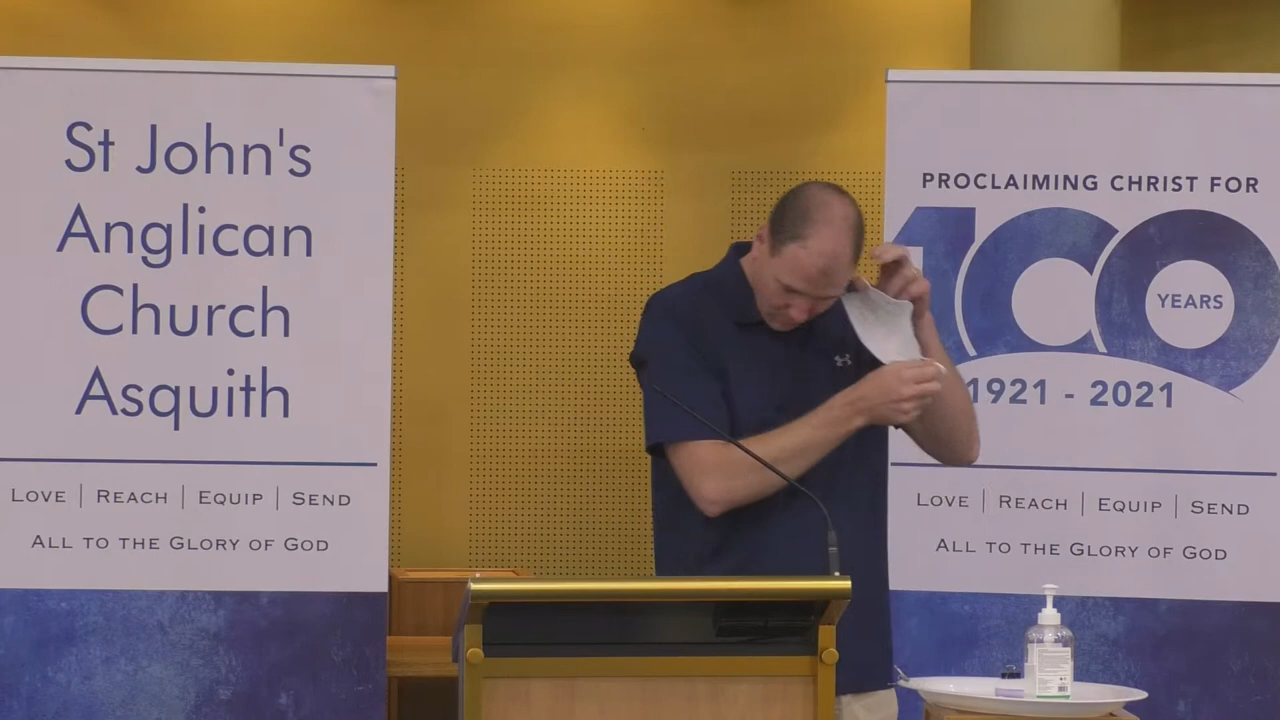 St John's
Anglican
Church
Asquith
LOVE | REACH | EQUIP | SEND
ALL TO THE GLORY OF GOD
PROCLAIMING CHRIST FOR
100
YEARS
1921 - 2021
LOVE | REACH | EQUIP | SEND
ALL TO THE GLORY OF GOD